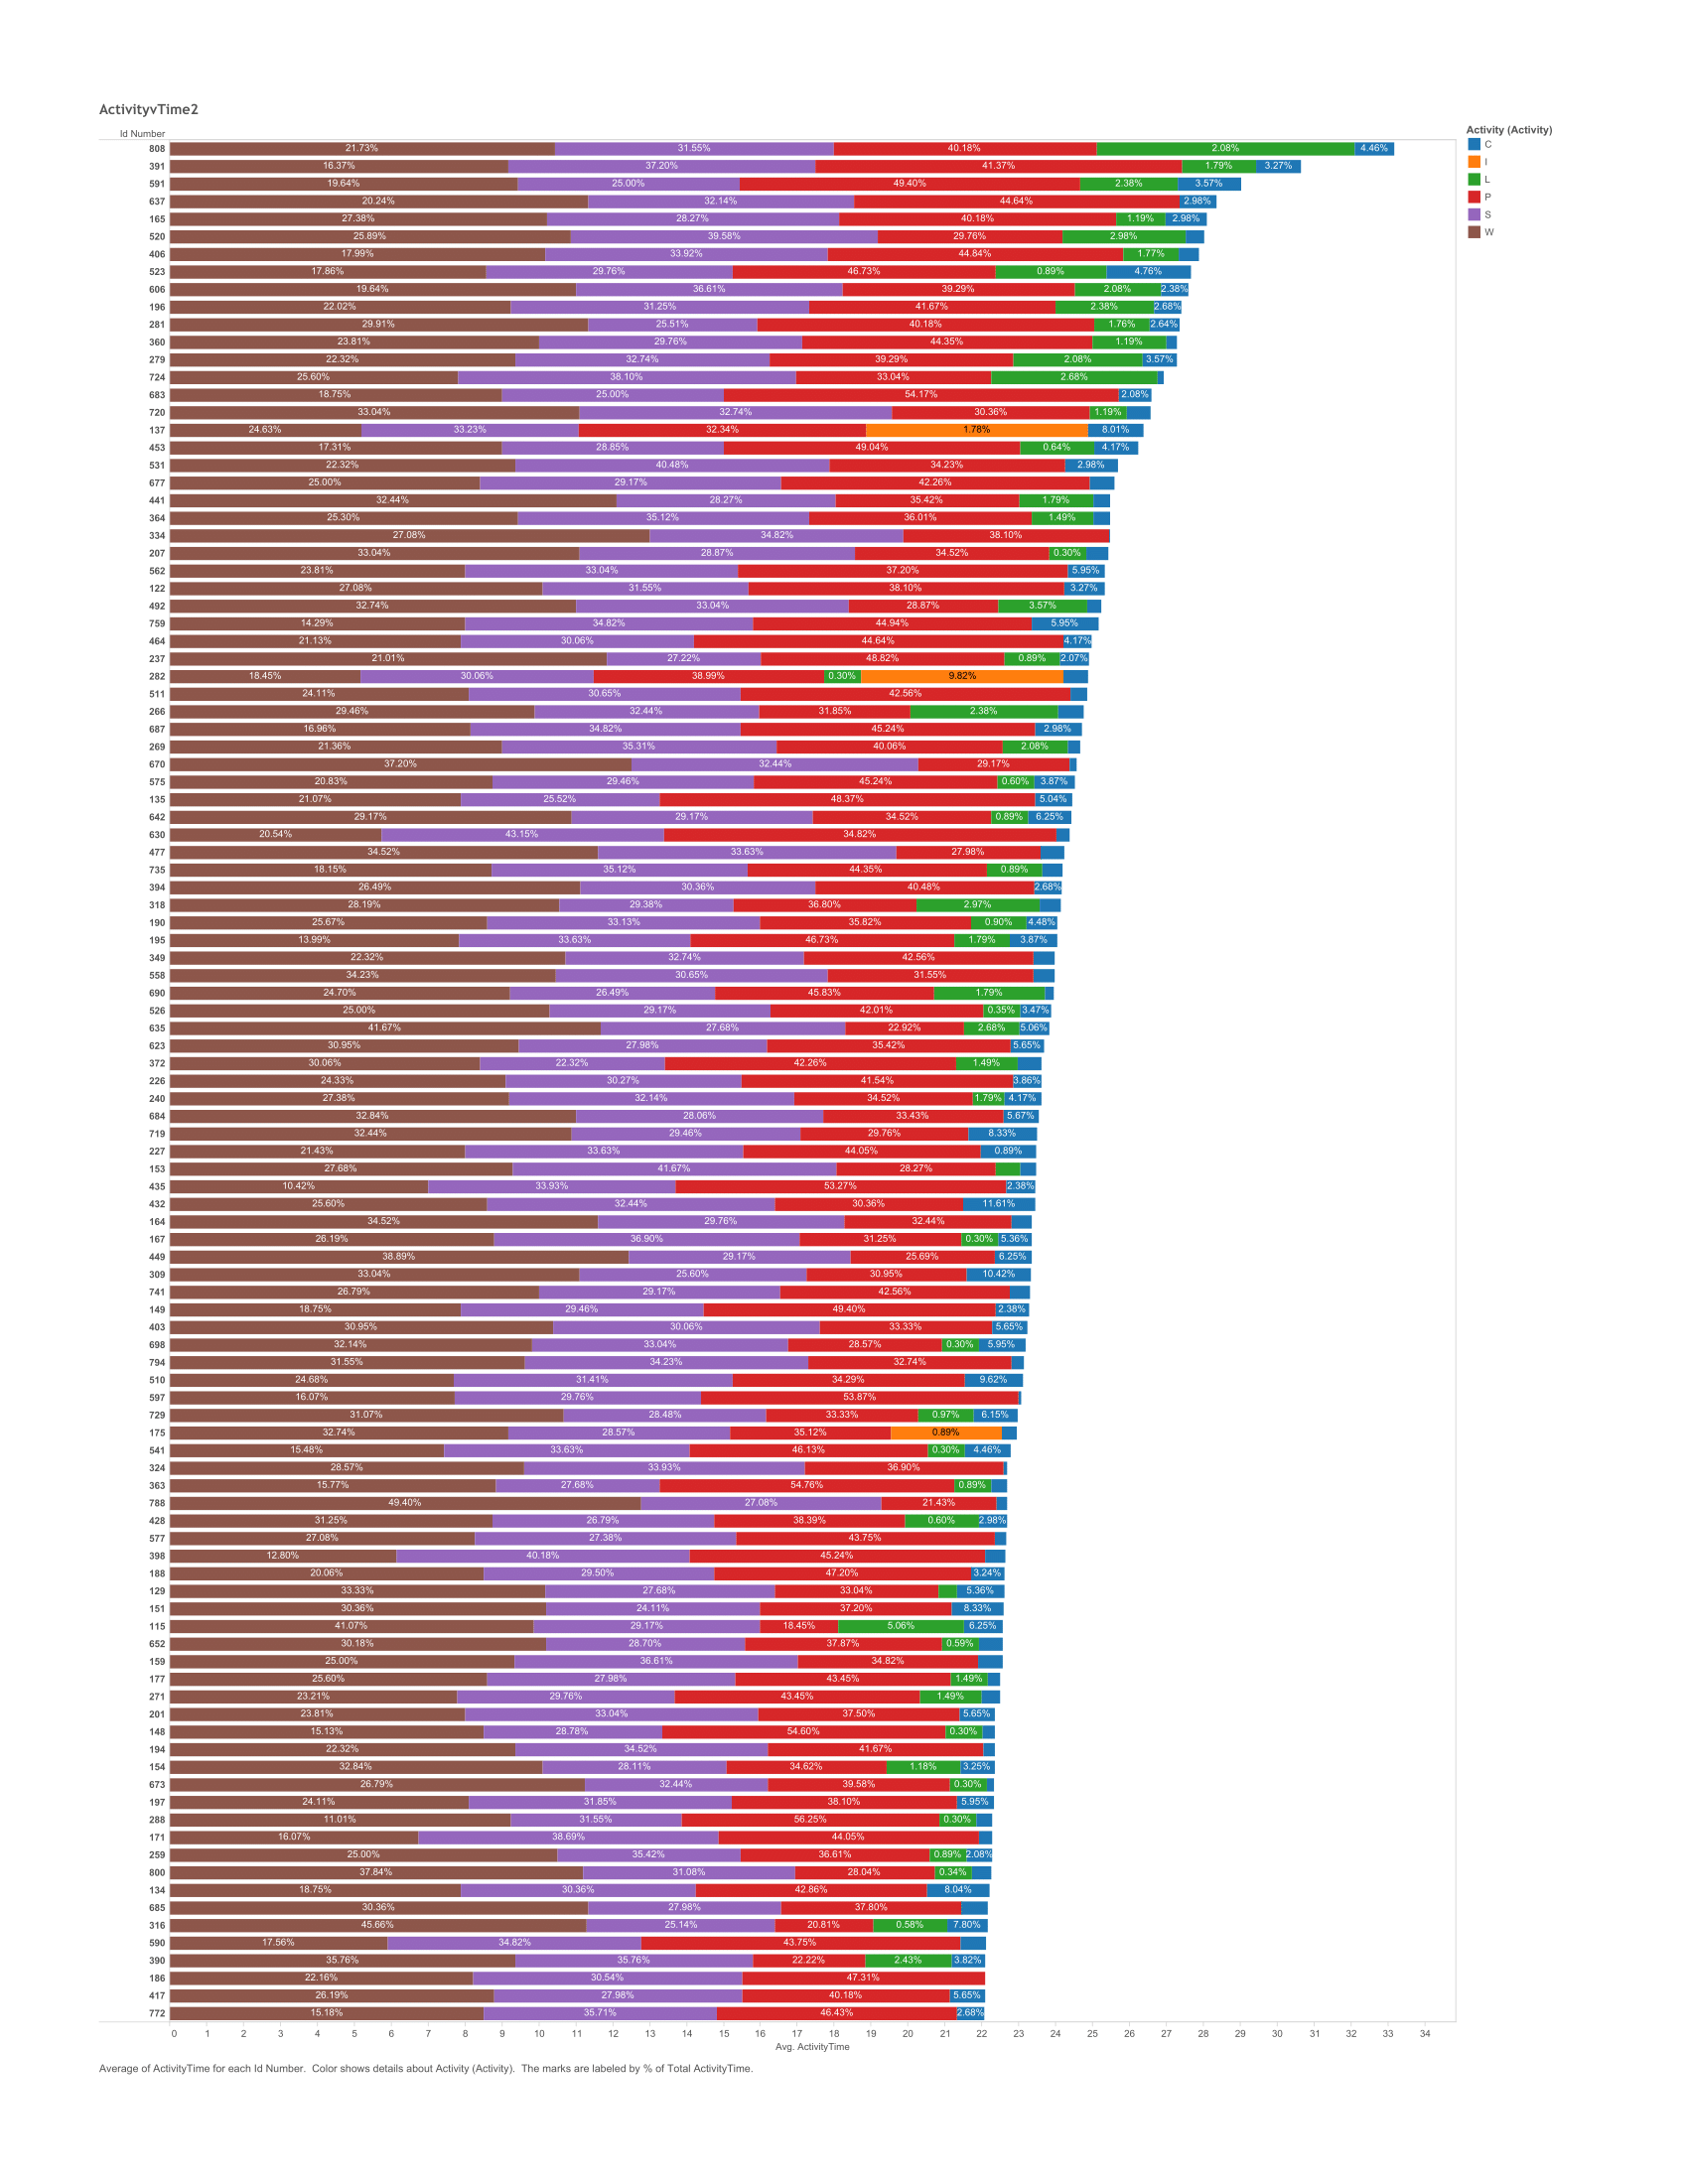 ActivityvTime2
Id Number
Activity (Activity)
C
I
L
P
S
W
808 21.73% 31.55% 40.18% 2.08% 4.46%
391 16.37% 37.20% 41.37% 1.79% 3.27%
591 19.64% 25.00% 49.40% 2.38% 3.57%
637 20.24% 32.14% 44.64% 2.98%
165 27.38% 28.27% 40.18% 1.19% 2.98%
520 25.89% 39.58% 29.76% 2.98%
406 17.99% 33.92% 44.84% 1.77%
523 17.86% 29.76% 46.73% 0.89% 4.76%
606 19.64% 36.61% 39.29% 2.08% 2.38%
196 22.02% 31.25% 41.67% 2.38% 2.68%
281 29.91% 25.51% 40.18% 1.76% 2.64%
360 23.81% 29.76% 44.35% 1.19%
279 22.32% 32.74% 39.29% 2.08% 3.57%
724 25.60% 38.10% 33.04% 2.68%
683 18.75% 25.00% 54.17% 2.08%
720 33.04% 32.74% 30.36% 1.19%
137 24.63% 33.23% 32.34% 1.78% 8.01%
453 17.31% 28.85% 49.04% 0.64% 4.17%
531 22.32% 40.48% 34.23% 2.98%
677 25.00% 29.17% 42.26%
441 32.44% 28.27% 35.42% 1.79%
364 25.30% 35.12% 36.01% 1.49%
334 27.08% 34.82% 38.10%
207 33.04% 28.87% 34.52% 0.30%
562 23.81% 33.04% 37.20% 5.95%
122 27.08% 31.55% 38.10% 3.27%
492 32.74% 33.04% 28.87% 3.57%
759 14.29% 34.82% 44.94% 5.95%
464 21.13% 30.06% 44.64% 4.17%
237 21.01% 27.22% 48.82% 0.89% 2.07%
282 18.45% 30.06% 38.99% 0.30% 9.82%
511 24.11% 30.65% 42.56%
266 29.46% 32.44% 31.85% 2.38%
687 16.96% 34.82% 45.24% 2.98%
269 21.36% 35.31% 40.06% 2.08%
670 37.20% 32.44% 29.17%
575 20.83% 29.46% 45.24% 0.60% 3.87%
135 21.07% 25.52% 48.37% 5.04%
642 29.17% 29.17% 34.52% 0.89% 6.25%
630 20.54% 43.15% 34.82%
477 34.52% 33.63% 27.98%
735 18.15% 35.12% 44.35% 0.89%
394 26.49% 30.36% 40.48% 2.68%
318 28.19% 29.38% 36.80% 2.97%
190 25.67% 33.13% 35.82% 0.90% 4.48%
195 13.99% 33.63% 46.73% 1.79% 3.87%
349 22.32% 32.74% 42.56%
558 34.23% 30.65% 31.55%
690 24.70% 26.49% 45.83% 1.79%
526 25.00% 29.17% 42.01% 0.35% 3.47%
635 41.67% 27.68% 22.92% 2.68% 5.06%
623 30.95% 27.98% 35.42% 5.65%
372 30.06% 22.32% 42.26% 1.49%
226 24.33% 30.27% 41.54% 3.86%
240 27.38% 32.14% 34.52% 1.79% 4.17%
684 32.84% 28.06% 33.43% 5.67%
719 32.44% 29.46% 29.76% 8.33%
227 21.43% 33.63% 44.05% 0.89%
153 27.68% 41.67% 28.27%
435 10.42% 33.93% 53.27% 2.38%
432 25.60% 32.44% 30.36% 11.61%
164 34.52% 29.76% 32.44%
167 26.19% 36.90% 31.25% 0.30% 5.36%
449 38.89% 29.17% 25.69% 6.25%
309 33.04% 25.60% 30.95% 10.42%
741 26.79% 29.17% 42.56%
149 18.75% 29.46% 49.40% 2.38%
403 30.95% 30.06% 33.33% 5.65%
698 32.14% 33.04% 28.57% 0.30% 5.95%
794 31.55% 34.23% 32.74%
510 24.68% 31.41% 34.29% 9.62%
597 16.07% 29.76% 53.87%
729 31.07% 28.48% 33.33% 0.97% 6.15%
175 32.74% 28.57% 35.12% 0.89%
541 15.48% 33.63% 46.13% 0.30% 4.46%
324 28.57% 33.93% 36.90%
363 15.77% 27.68% 54.76% 0.89%
788 49.40% 27.08% 21.43%
428 31.25% 26.79% 38.39% 0.60% 2.98%
577 27.08% 27.38% 43.75%
398 12.80% 40.18% 45.24%
188 20.06% 29.50% 47.20% 3.24%
129 33.33% 27.68% 33.04% 5.36%
151 30.36% 24.11% 37.20% 8.33%
115 41.07% 29.17% 18.45% 5.06% 6.25%
652 30.18% 28.70% 37.87% 0.59%
159 25.00% 36.61% 34.82%
177 25.60% 27.98% 43.45% 1.49%
271 23.21% 29.76% 43.45% 1.49%
201 23.81% 33.04% 37.50% 5.65%
148 15.13% 28.78% 54.60% 0.30%
194 22.32% 34.52% 41.67%
154 32.84% 28.11% 34.62% 1.18% 3.25%
673 26.79% 32.44% 39.58% 0.30%
197 24.11% 31.85% 38.10% 5.95%
288 11.01% 31.55% 56.25% 0.30%
171 16.07% 38.69% 44.05%
259 25.00% 35.42% 36.61% 0.89% 2.08%
800 37.84% 31.08% 28.04% 0.34%
134 18.75% 30.36% 42.86% 8.04%
685 30.36% 27.98% 37.80%
316 45.66% 25.14% 20.81% 0.58% 7.80%
590 17.56% 34.82% 43.75%
390 35.76% 35.76% 22.22% 2.43% 3.82%
186 22.16% 30.54% 47.31%
417 26.19% 27.98% 40.18% 5.65%
772 15.18% 35.71% 46.43% 2.68%
0 1 2 3 4 5 6 7 8 9 10 11 12 13 14 15 16 17 18 19 20 21 22 23 24 25 26 27 28 29 30 31 32 33 34
Avg. ActivityTime
Average of ActivityTime for each Id Number. Color shows details about Activity (Activity). The marks are labeled by % of Total ActivityTime.